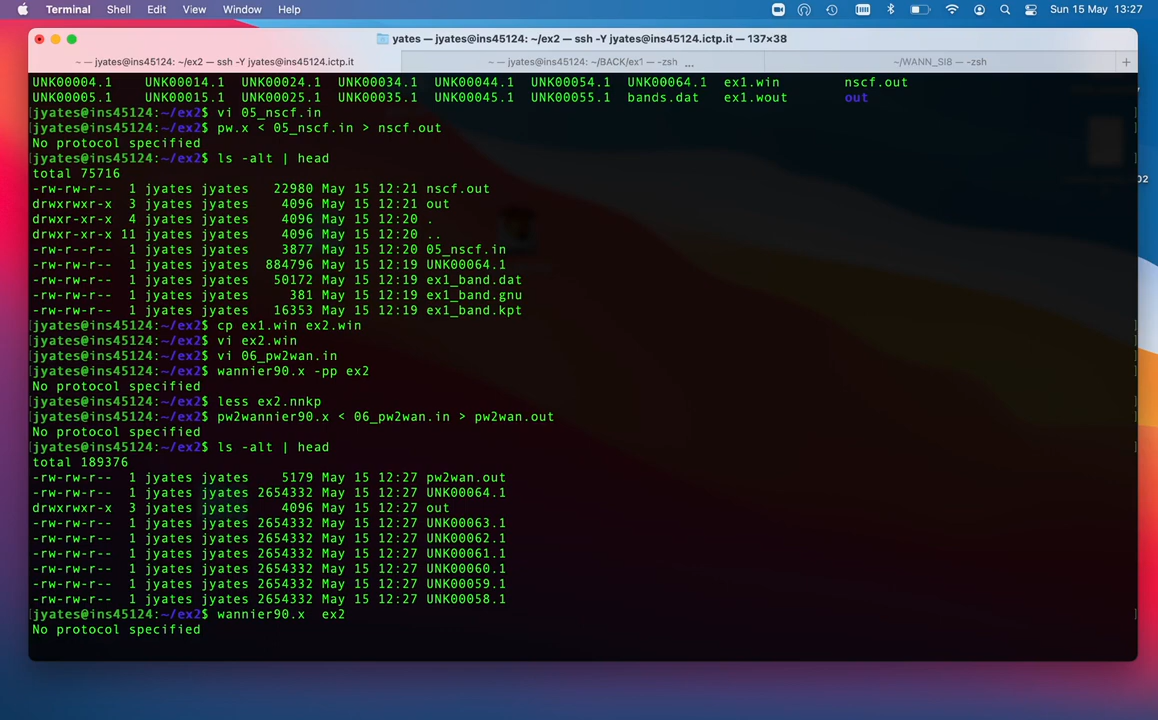 Terminal Shell Edit View Window Help Sun 15 May 13:27
yates — jyates@ins45124: ~/ex2 — ssh -Y jyates@ins45124.ictp.it — 137×38
~ — jyates@ins45124: ~/ex2 — ssh -Y jyates@ins45124.ictp.it ~ — jyates@ins45124: ~/BACK/ex1 — -zsh ... ~/WANN_SI8 — -zsh +
UNK00004.1 UNK00014.1 UNK00024.1 UNK00034.1 UNK00044.1 UNK00054.1 UNK00064.1 ex1.win nscf.out
UNK00005.1 UNK00015.1 UNK00025.1 UNK00035.1 UNK00045.1 UNK00055.1 bands.dat ex1.wout out
[jyates@ins45124:~/ex2$ vi 05_nscf.in ]
[jyates@ins45124:~/ex2$ pw.x < 05_nscf.in > nscf.out ]
No protocol specified
[jyates@ins45124:~/ex2$ ls -alt | head ]
total 75716
-rw-rw-r-- 1 jyates jyates 22980 May 15 12:21 nscf.out
drwxrwxr-x 3 jyates jyates 4096 May 15 12:21 out
drwxr-xr-x 4 jyates jyates 4096 May 15 12:20 .
drwxr-xr-x 11 jyates jyates 4096 May 15 12:20 ..
-rw-r--r-- 1 jyates jyates 3877 May 15 12:20 05_nscf.in
-rw-rw-r-- 1 jyates jyates 884796 May 15 12:19 UNK00064.1
-rw-rw-r-- 1 jyates jyates 50172 May 15 12:19 ex1_band.dat
-rw-rw-r-- 1 jyates jyates 381 May 15 12:19 ex1_band.gnu
-rw-rw-r-- 1 jyates jyates 16353 May 15 12:19 ex1_band.kpt
[jyates@ins45124:~/ex2$ cp ex1.win ex2.win ]
[jyates@ins45124:~/ex2$ vi ex2.win ]
[jyates@ins45124:~/ex2$ vi 06_pw2wan.in ]
[jyates@ins45124:~/ex2$ wannier90.x -pp ex2 ]
No protocol specified
[jyates@ins45124:~/ex2$ less ex2.nnkp ]
[jyates@ins45124:~/ex2$ pw2wannier90.x < 06_pw2wan.in > pw2wan.out ]
No protocol specified
[jyates@ins45124:~/ex2$ ls -alt | head ]
total 189376
-rw-rw-r-- 1 jyates jyates 5179 May 15 12:27 pw2wan.out
-rw-rw-r-- 1 jyates jyates 2654332 May 15 12:27 UNK00064.1
drwxrwxr-x 3 jyates jyates 4096 May 15 12:27 out
-rw-rw-r-- 1 jyates jyates 2654332 May 15 12:27 UNK00063.1
-rw-rw-r-- 1 jyates jyates 2654332 May 15 12:27 UNK00062.1
-rw-rw-r-- 1 jyates jyates 2654332 May 15 12:27 UNK00061.1
-rw-rw-r-- 1 jyates jyates 2654332 May 15 12:27 UNK00060.1
-rw-rw-r-- 1 jyates jyates 2654332 May 15 12:27 UNK00059.1
-rw-rw-r-- 1 jyates jyates 2654332 May 15 12:27 UNK00058.1
[jyates@ins45124:~/ex2$ wannier90.x ex2 ]
No protocol specified